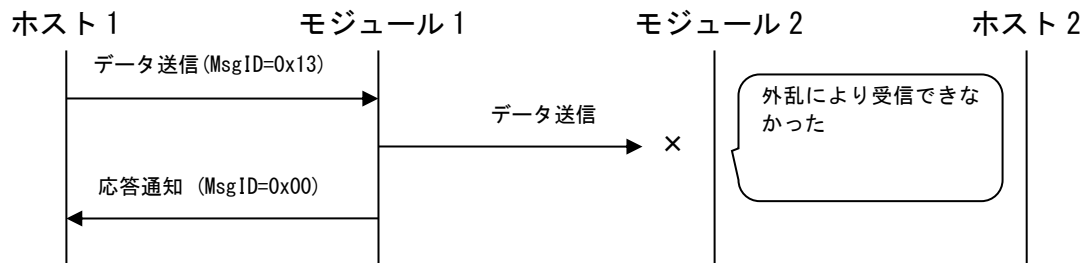 ホスト1
モジュール1
モジュール2
ホスト2
データ送信(MsgID=0x13)
外乱により受信できな
かった
データ送信
×
応答通知 (MsgID=0x00)